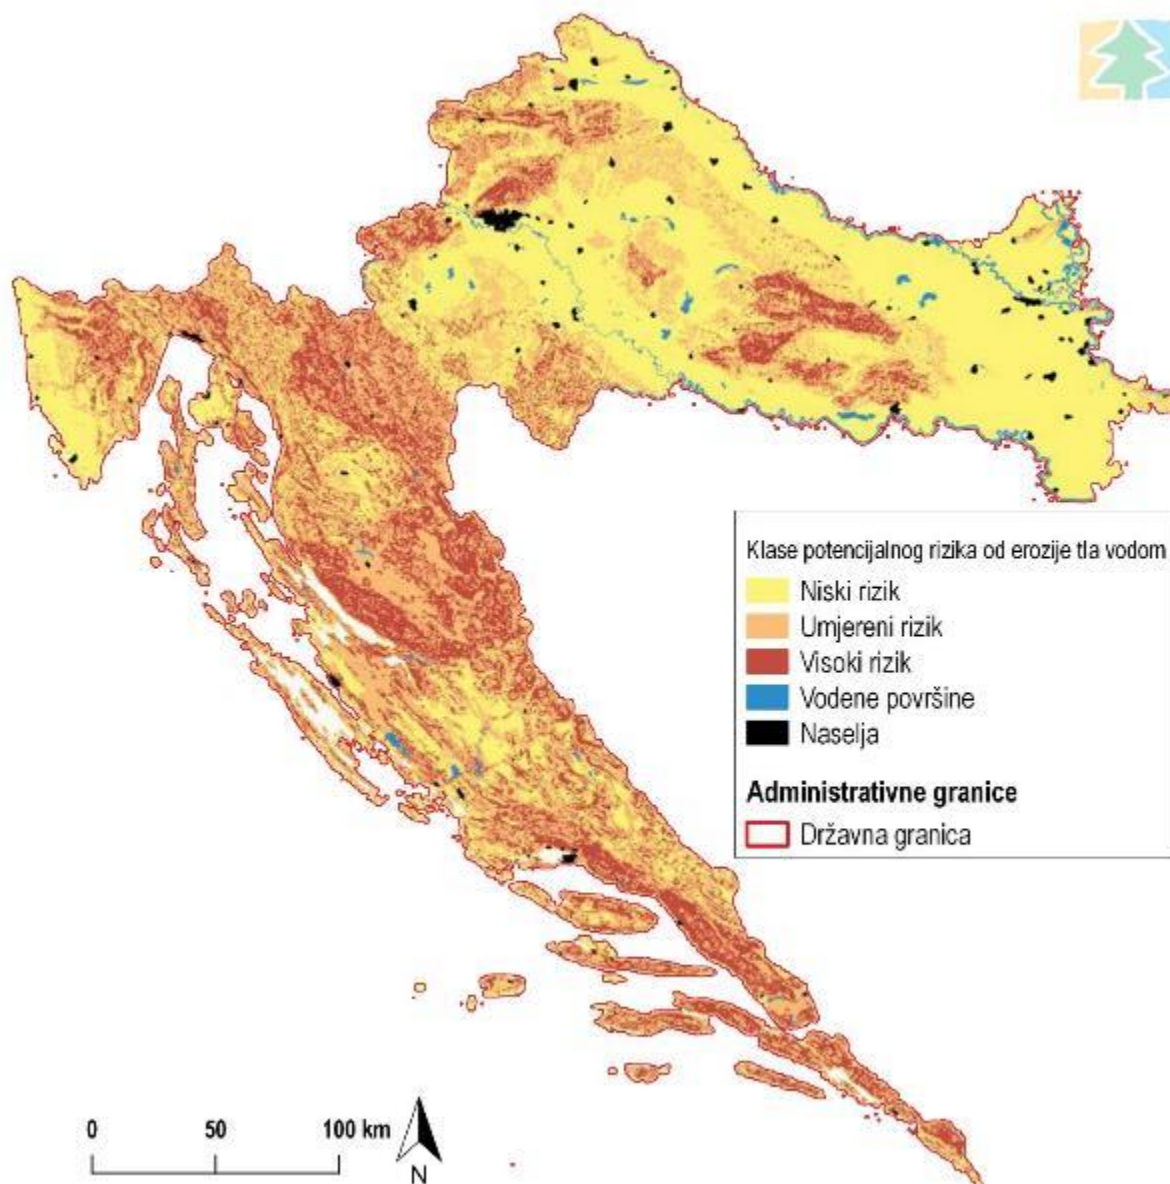 Klase potencijalnog rizika od erozije tla vodom
Niski rizik
Umjereni rizik
Visoki rizik
Vodene površine
Naselja
Administrativne granice
Državna granica
0 50 100 km
N